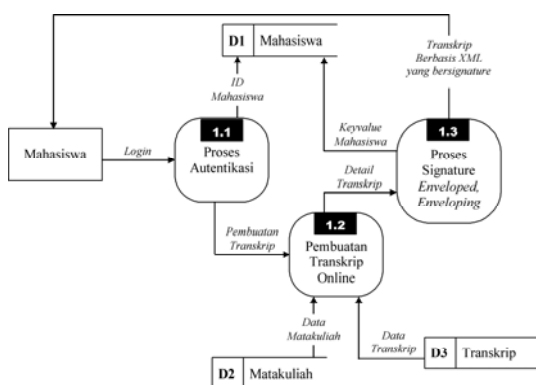 D1 Mahasiswa
Transkrip
Berbasis XML
yang bersignature
ID
Mahasiswa
Mahasiswa
Login
1.1
Proses
Autentikasi
Keyvalue
Mahasiswa
1.3
Proses
Signature
Enveloped,
Enveloping
Detail
Transkrip
Pembuatan
Transkrip
1.2
Pembuatan
Transkrip
Online
Data
Matakuliah
Data
Transkrip
D2 Matakuliah
D3 Transkrip